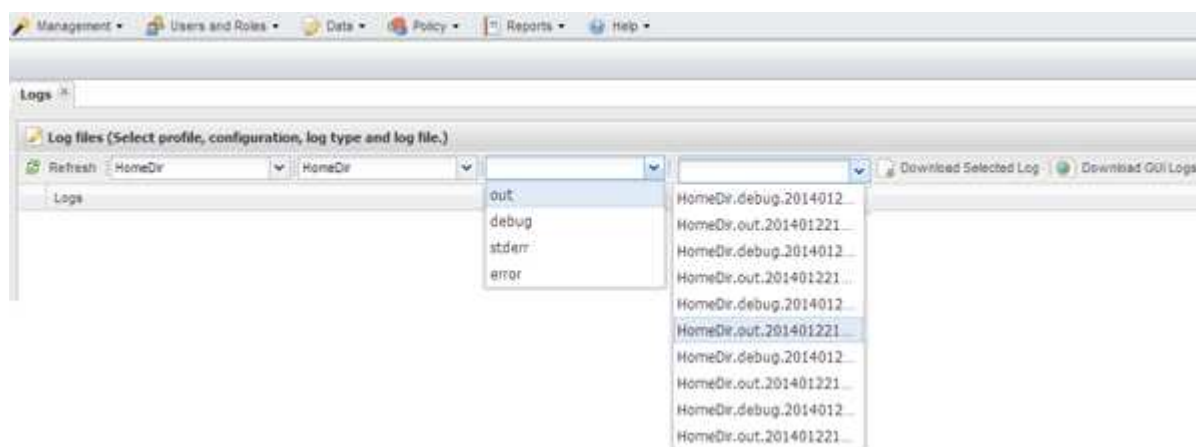 Management Users and Roles Data Policy Reports Help
Logs
Log files (Select profile, configuration, log type and log file.)
Refresh HomeDir HomeDir Download Selected Log Download GUI Logs
Logs
out
debug
stderr
error
HomeDir.debug.2014012...
HomeDir.out.201401221...
HomeDir.debug.2014012...
HomeDir.out.201401221...
HomeDir.debug.2014012...
HomeDir.out.201401221...
HomeDir.debug.2014012...
HomeDir.out.201401221...
HomeDir.debug.2014012...
HomeDir.out.201401221...